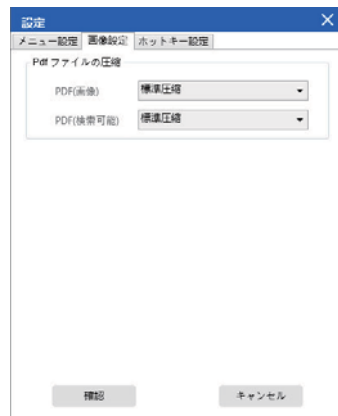 設定
メニュー設定 画像設定 ホットキー設定
Pdf ファイルの圧縮
PDF(画像) 標準圧縮
PDF(検索可能) 標準圧縮
確認 キャンセル